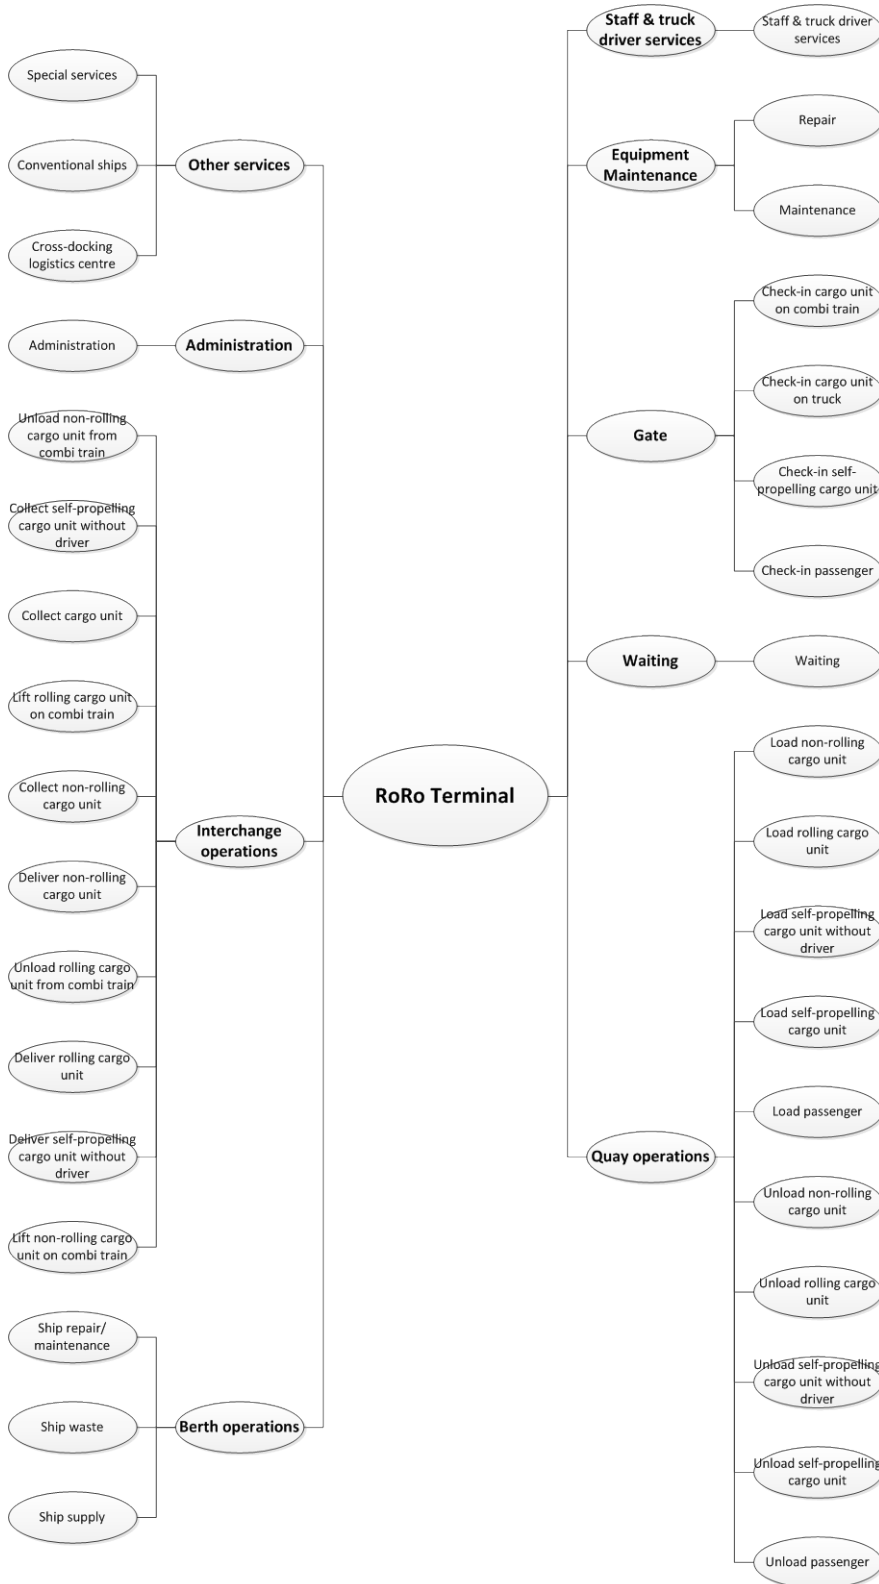 Special services
Conventional ships
Cross-docking
logistics centre
Other services
Administration
Administration
Unload non-rolling
cargo unit from
combi train
Collect self-propelling
cargo unit without
driver
Collect cargo unit
Lift rolling cargo unit
on combi train
Collect non-rolling
cargo unit
Deliver non-rolling
cargo unit
Unload rolling cargo
unit from combi train
Deliver rolling cargo
unit
Deliver self-propelling
cargo unit without
driver
Lift non-rolling cargo
unit on combi train
Interchange
operations
Ship repair/
maintenance
Ship waste
Ship supply
Berth operations
RoRo Terminal
Staff & truck
driver services
Staff & truck driver
services
Equipment
Maintenance
Repair
Maintenance
Gate
Check-in cargo unit
on combi train
Check-in cargo unit
on truck
Check-in self-
propelling cargo unit
Check-in passenger
Waiting
Waiting
Quay operations
Load non-rolling
cargo unit
Load rolling cargo
unit
Load self-propelling
cargo unit without
driver
Load self-propelling
cargo unit
Load passenger
Unload non-rolling
cargo unit
Unload rolling cargo
unit
Unload self-propelling
cargo unit without
driver
Unload self-propelling
cargo unit
Unload passenger